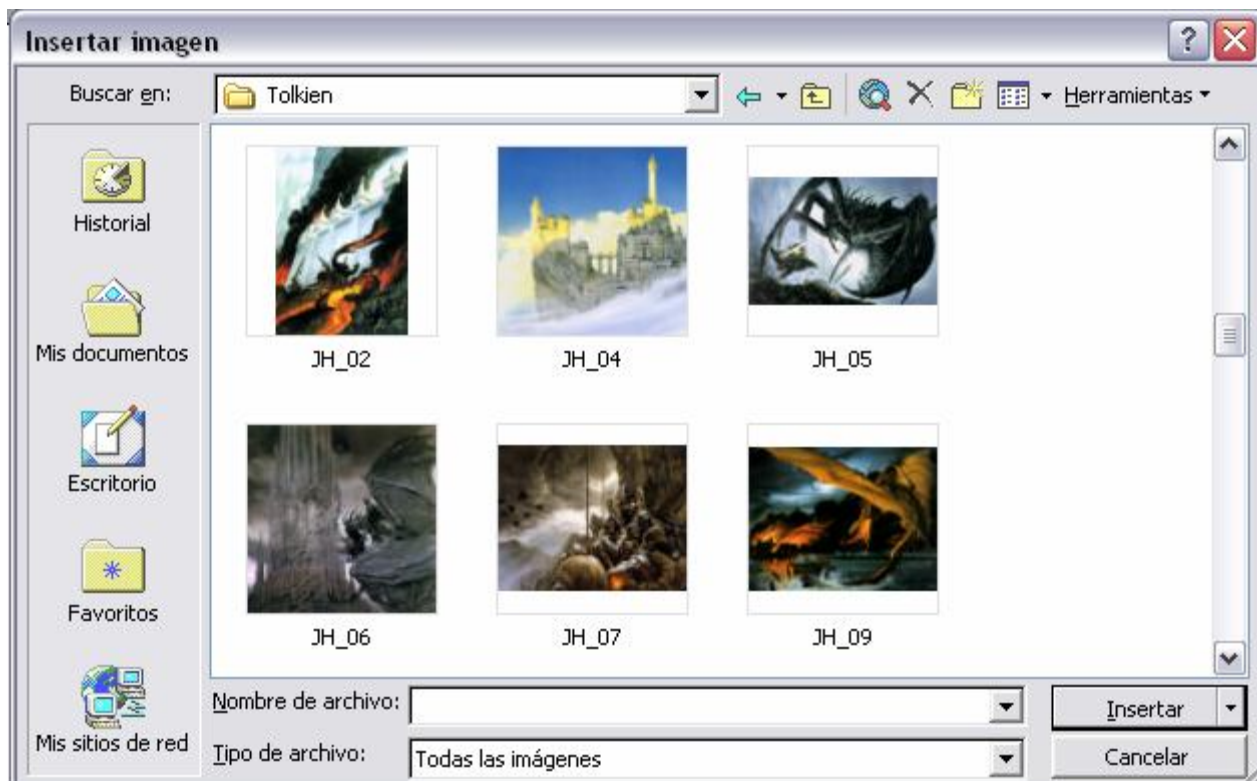 Insertar imagen
Buscar en:
Tolkien
Herramientas
Historial
Mis documentos
Escritorio
Favoritos
Mis sitios de red
JH_02
JH_04
JH_05
JH_06
JH_07
JH_09
Nombre de archivo:
Insertar
Tipo de archivo:
Todas las imágenes
Cancelar